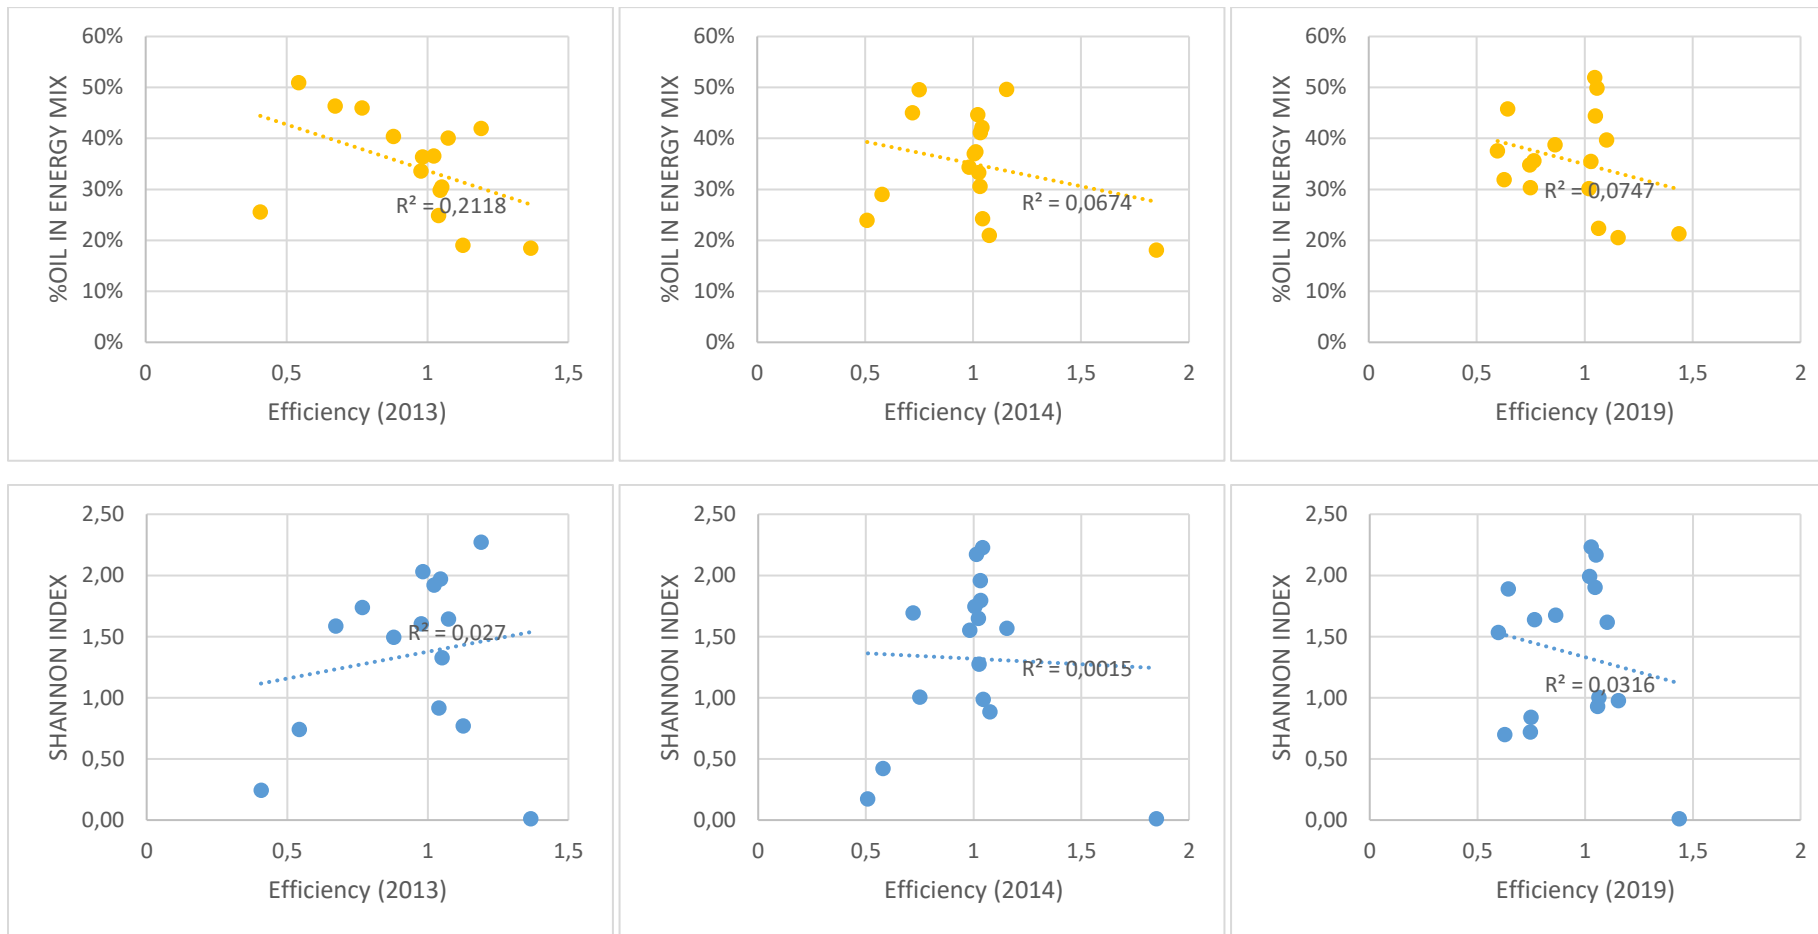 %OIL IN ENERGY MIX
60%
50%
40%
30%
20%
10%
0%
R² = 0,2118
0 0,5 1 1,5
Efficiency (2013)
%OIL IN ENERGY MIX
60%
50%
40%
30%
20%
10%
0%
R² = 0,0674
0 0,5 1 1,5 2
Efficiency (2014)
%OIL IN ENERGY MIX
60%
50%
40%
30%
20%
10%
0%
R² = 0,0747
0 0,5 1 1,5 2
Efficiency (2019)
SHANNON INDEX
2,50
2,00
1,50
1,00
0,50
0,00
R² = 0,027
0 0,5 1 1,5
Efficiency (2013)
SHANNON INDEX
2,50
2,00
1,50
1,00
0,50
0,00
R² = 0,0015
0 0,5 1 1,5 2
Efficiency (2014)
SHANNON INDEX
2,50
2,00
1,50
1,00
0,50
0,00
R² = 0,0316
0 0,5 1 1,5 2
Efficiency (2019)